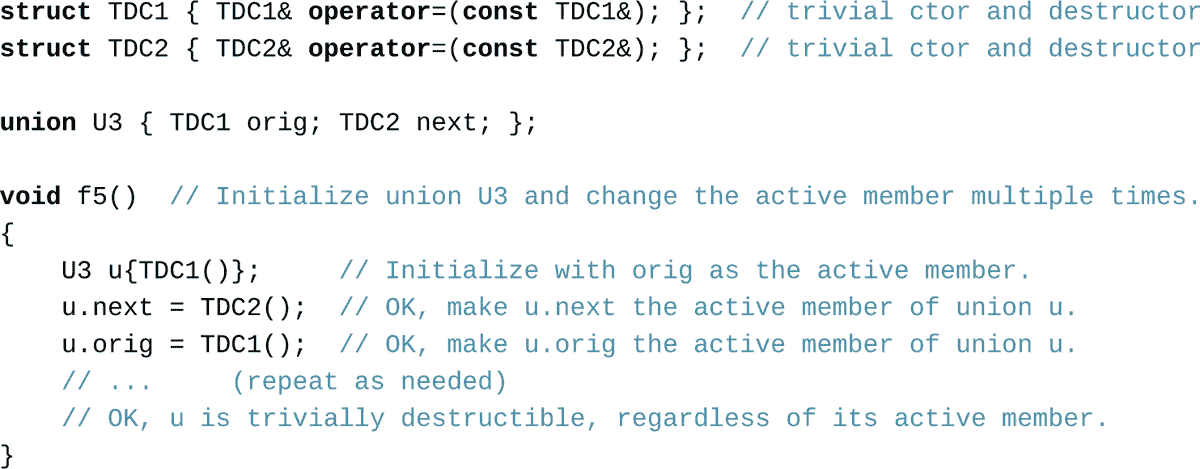 struct TDC1 { TDC1& operator=(const TDC1&); };  // trivial ctor and destructor
struct TDC2 { TDC2& operator=(const TDC2&); };  // trivial ctor and destructor

union U3 { TDC1 orig; TDC2 next; };

void f5()  // Initialize union U3 and change the active member multiple times.
{
    U3 u{TDC1()};     // Initialize with orig as the active member.
    u.next = TDC2();  // OK, make u.next the active member of union u.
    u.orig = TDC1();  // OK, make u.orig the active member of union u.
    // ...     (repeat as needed)
    // OK, u is trivially destructible, regardless of its active member.
}